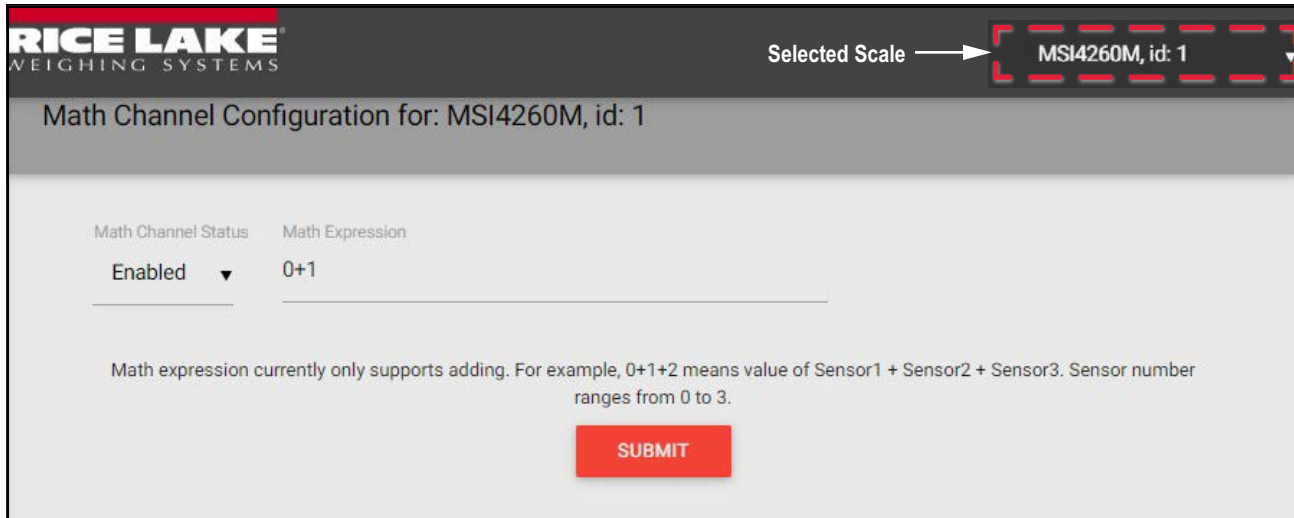 RICE LAKE
WEIGHING SYSTEMS
Selected Scale
MSI4260M, id: 1
Math Channel Configuration for: MSI4260M, id: 1
Math Channel Status Math Expression
Enabled 0+1
Math expression currently only supports adding. For example, 0+1+2 means value of Sensor1 + Sensor2 + Sensor3. Sensor number
ranges from 0 to 3.
SUBMIT